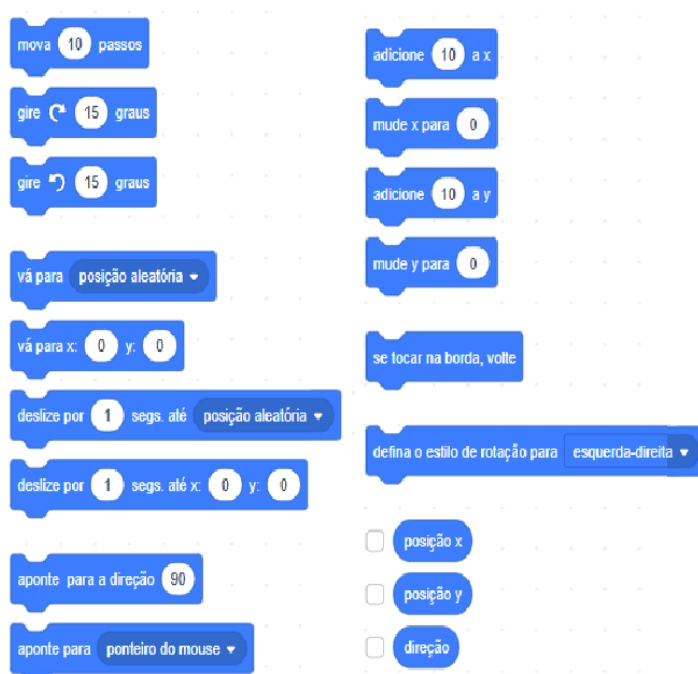 mova 10 passos
gire 15 graus
gire 15 graus
vá para posição aleatória
vá para x: 0 y: 0
deslize por 1 segs. até posição aleatória
deslize por 1 segs. até x: 0 y: 0
aponte para a direção 90
aponte para ponteiro do mouse
adicione 10 a x
mude x para 0
adicione 10 a y
mude y para 0
se tocar na borda, volte
defina o estilo de rotação para esquerda-direita
posição x
posição y
direção